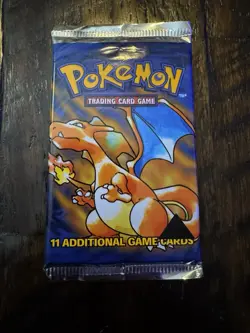 POKéMON
TRADING CARD GAME
11 ADDITIONAL GAME CARDS